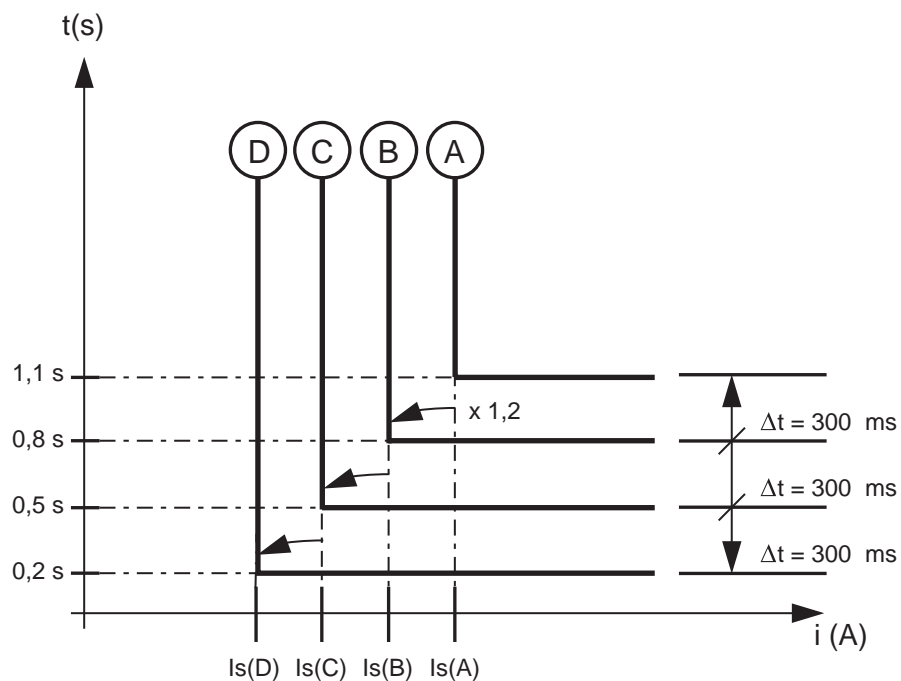 t(s)
D C B A
1,1 s
x 1,2
Δt = 300 ms
0,8 s
Δt = 300 ms
0,5 s
Δt = 300 ms
0,2 s
i (A)
Is(D) Is(C) Is(B) Is(A)